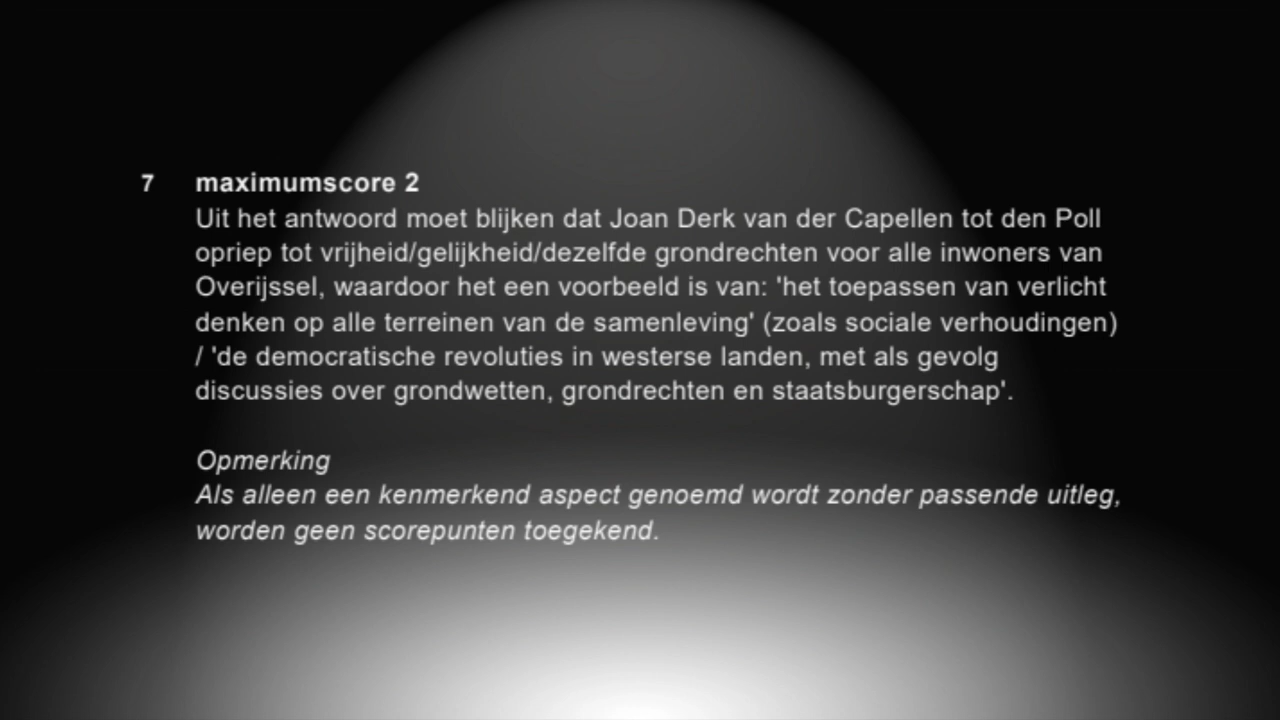 7 maximumscore 2
Uit het antwoord moet blijken dat Joan Derk van der Capellen tot den Poll
opriep tot vrijheid/gelijkheid/dezelfde grondrechten voor alle inwoners van
Overijssel, waardoor het een voorbeeld is van: 'het toepassen van verlicht
denken op alle terreinen van de samenleving' (zoals sociale verhoudingen)
/ 'de democratische revoluties in westerse landen, met als gevolg
discussies over grondwetten, grondrechten en staatsburgerschap'.
Opmerking
Als alleen een kenmerkend aspect genoemd wordt zonder passende uitleg,
worden geen scorepunten toegekend.